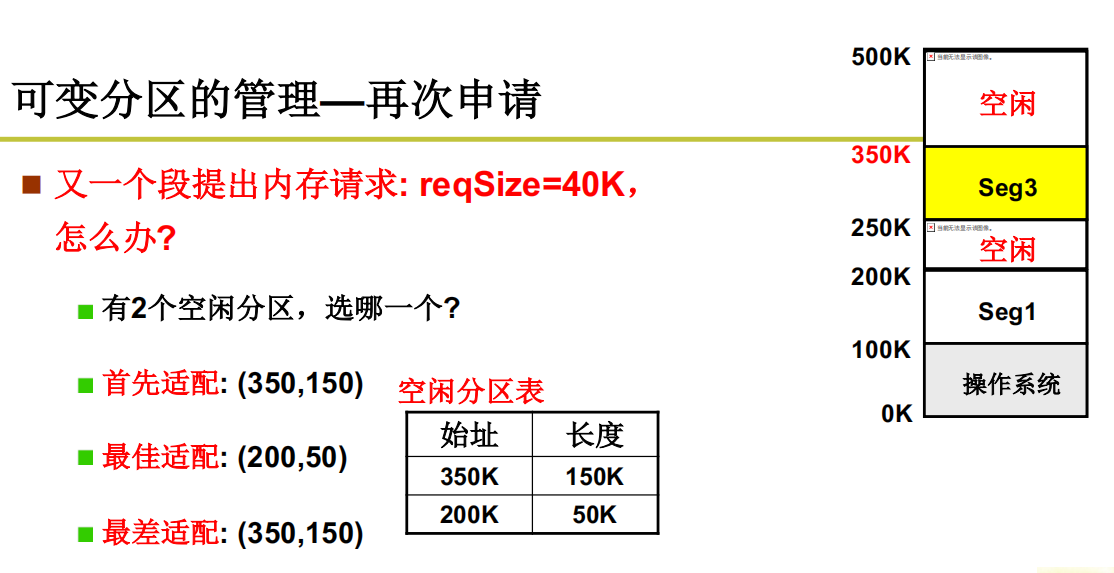 可变分区的管理—再次申请
又一个段提出内存请求: reqSize=40K，
怎么办?
有2个空闲分区，选哪一个?
首先适配: (350,150)
最佳适配: (200,50)
最差适配: (350,150)
空闲分区表
始址 长度
350K 150K
200K 50K
500K
当前无法显示该图像。
空闲
350K
Seg3
250K
当前无法显示该图像。
空闲
200K
Seg1
100K
操作系统
0K